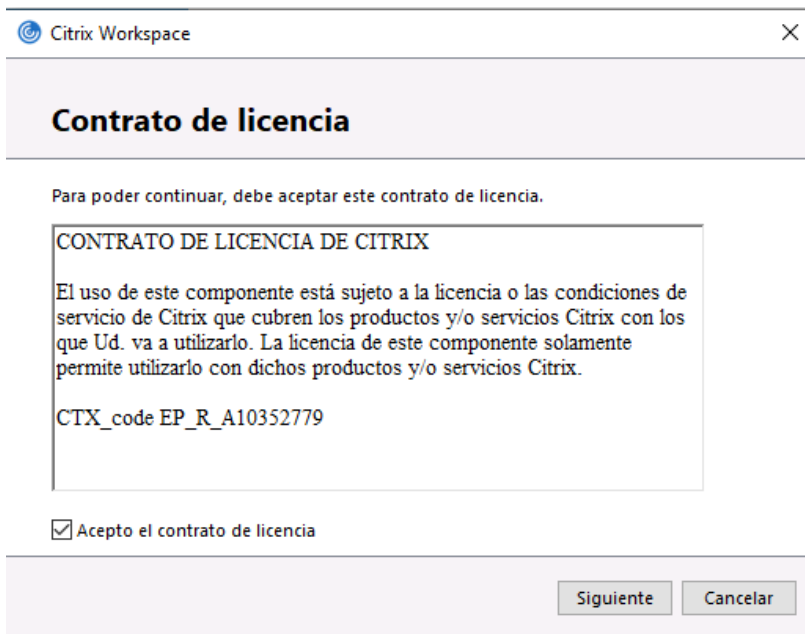 Citrix Workspace
Contrato de licencia
Para poder continuar, debe aceptar este contrato de licencia.
CONTRATO DE LICENCIA DE CITRIX
El uso de este componente está sujeto a la licencia o las condiciones de
servicio de Citrix que cubren los productos y/o servicios Citrix con los
que Ud. va a utilizarlo. La licencia de este componente solamente
permite utilizarlo con dichos productos y/o servicios Citrix.
CTX_code EP_R_A10352779
Acepto el contrato de licencia
Siguiente
Cancelar